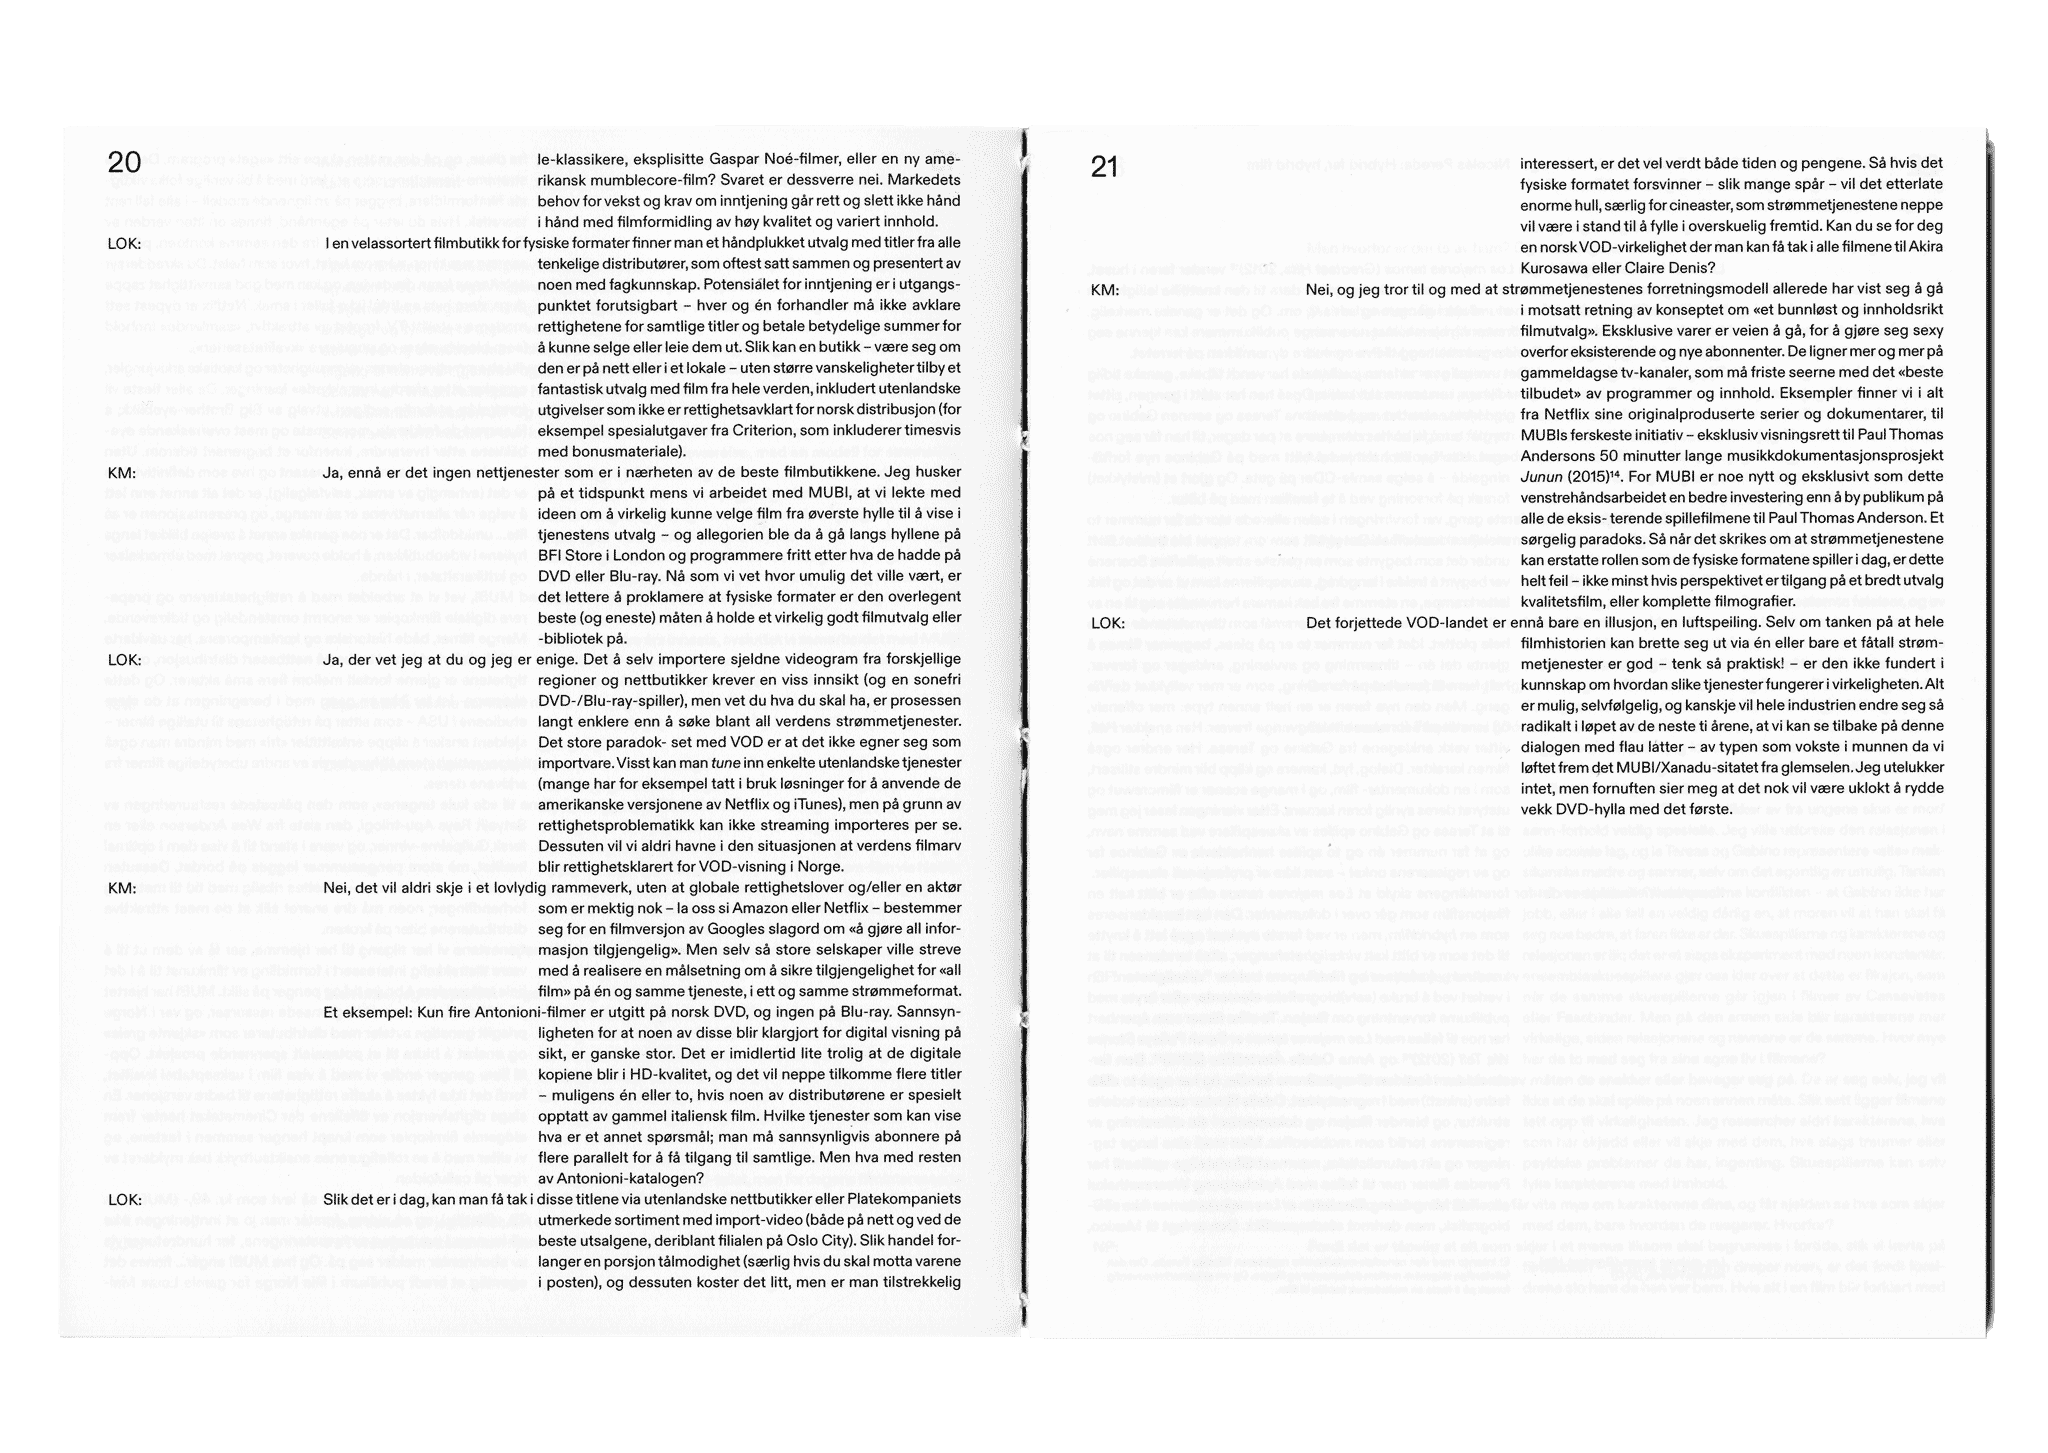 20
le-klassikere, eksplisitte Gaspar Noé-filmer, eller en ny ame-
rikansk mumblecore-film? Svaret er dessverre nei. Markedets
behov for vekst og krav om inntjening går rett og slett ikke hånd
i hånd med filmformidling av høy kvalitet og variert innhold.
LOK: I en velassortert filmbutikk for fysiske formater finner man et håndplukket utvalg med titler fra alle
tenkelige distributører, som oftest satt sammen og presentert av
noen med fagkunnskap. Potensialet for inntjening er i utgangs-
punktet forutsigbart – hver og én forhandler må ikke avklare
rettighetene for samtlige titler og betale betydelige summer for
å kunne selge eller leie dem ut. Slik kan en butikk – være seg om
den er på nett eller i et lokale – uten større vanskeligheter tilby et
fantastisk utvalg med film fra hele verden, inkludert utenlandske
utgivelser som ikke er rettighetsavklart for norsk distribusjon (for
eksempel spesialutgaver fra Criterion, som inkluderer timesvis
med bonusmateriale).
KM: Ja, ennå er det ingen nettjenester som er i nærheten av de beste filmbutikkene. Jeg husker
på et tidspunkt mens vi arbeidet med MUBI, at vi lekte med
ideen om å virkelig kunne velge film fra øverste hylle til å vise i
tjenestens utvalg – og allegorien ble da å gå langs hyllene på
BFI Store i London og programmere fritt etter hva de hadde på
DVD eller Blu-ray. Nå som vi vet hvor umulig det ville vært, er
det lettere å proklamere at fysiske formater er den overlegent
beste (og eneste) måten å holde et virkelig godt filmutvalg eller
-bibliotek på.
LOK: Ja, der vet jeg at du og jeg er enige. Det å selv importere sjeldne videogram fra forskjellige
regioner og nettbutikker krever en viss innsikt (og en sonefri
DVD-/Blu-ray-spiller), men vet du hva du skal ha, er prosessen
langt enklere enn å søke blant all verdens strømmetjenester.
Det store paradok- set med VOD er at det ikke egner seg som
importvare. Visst kan man tune inn enkelte utenlandske tjenester
(mange har for eksempel tatt i bruk løsninger for å anvende de
amerikanske versjonene av Netflix og iTunes), men på grunn av
rettighetsproblematikk kan ikke streaming importeres per se.
Dessuten vil vi aldri havne i den situasjonen at verdens filmarv
blir rettighetsklarert for VOD-visning i Norge.
KM: Nei, det vil aldri skje i et lovlydig rammeverk, uten at globale rettighetslover og/eller en aktør
som er mektig nok – la oss si Amazon eller Netflix – bestemmer
seg for en filmversjon av Googles slagord om «å gjøre all infor-
masjon tilgjengelig». Men selv så store selskaper ville streve
med å realisere en målsetning om å sikre tilgjengelighet for «all
film» på én og samme tjeneste, i ett og samme strømmeformat.
Et eksempel: Kun fire Antonioni-filmer er utgitt på norsk DVD, og ingen på Blu-ray. Sannsyn-
ligheten for at noen av disse blir klargjort for digital visning på
sikt, er ganske stor. Det er imidlertid lite trolig at de digitale
kopiene blir i HD-kvalitet, og det vil neppe tilkomme flere titler
– muligens én eller to, hvis noen av distributørene er spesielt
opptatt av gammel italiensk film. Hvilke tjenester som kan vise
hva er et annet spørsmål; man må sannsynligvis abonnere på
flere parallelt for å få tilgang til samtlige. Men hva med resten
av Antonioni-katalogen?
LOK: Slik det er i dag, kan man få tak i disse titlene via utenlandske nettbutikker eller Platekompaniets
utmerkede sortiment med import-video (både på nett og ved de
beste utsalgene, deriblant filialen på Oslo City). Slik handel for-
langer en porsjon tålmodighet (særlig hvis du skal motta varene
i posten), og dessuten koster det litt, men er man tilstrekkelig
21
interessert, er det vel verdt både tiden og pengene. Så hvis det
fysiske formatet forsvinner – slik mange spår – vil det etterlate
enorme hull, særlig for cineaster, som strømmetjenestene neppe
vil være i stand til å fylle i overskuelig fremtid. Kan du se for deg
en norsk VOD-virkelighet der man kan få tak i alle filmene til Akira
Kurosawa eller Claire Denis?
KM: Nei, og jeg tror til og med at strømmetjenestenes forretningsmodell allerede har vist seg å gå
i motsatt retning av konseptet om «et bunnløst og innholdsrikt
filmutvalg». Eksklusive varer er veien å gå, for å gjøre seg sexy
overfor eksisterende og nye abonnenter. De ligner mer og mer på
gammeldagse tv-kanaler, som må friste seerne med det «beste
tilbudet» av programmer og innhold. Eksempler finner vi i alt
fra Netflix sine originalproduserte serier og dokumentarer, til
MUBIs ferskeste initiativ – eksklusiv visningsrett til Paul Thomas
Andersons 50 minutter lange musikkdokumentasjonsprosjekt
Junun (2015)¹⁴. For MUBI er noe nytt og eksklusivt som dette
venstrehåndsarbeidet en bedre investering enn å by publikum på
alle de eksis- terende spillefilmene til Paul Thomas Anderson. Et
sørgelig paradoks. Så når det skrikes om at strømmetjenestene
kan erstatte rollen som de fysiske formatene spiller i dag, er dette
helt feil – ikke minst hvis perspektivet er tilgang på et bredt utvalg
kvalitetsfilm, eller komplette filmografier.
LOK: Det forjettede VOD-landet er ennå bare en illusjon, en luftspeiling. Selv om tanken på at hele
filmhistorien kan brette seg ut via én eller bare et fåtall strøm-
metjenester er god – tenk så praktisk! – er den ikke fundert i
kunnskap om hvordan slike tjenester fungerer i virkeligheten. Alt
er mulig, selvfølgelig, og kanskje vil hele industrien endre seg så
radikalt i løpet av de neste ti årene, at vi kan se tilbake på denne
dialogen med flau latter – av typen som vokste i munnen da vi
løftet frem det MUBI/Xanadu-sitatet fra glemselen. Jeg utelukker
intet, men fornuften sier meg at det nok vil være uklokt å rydde
vekk DVD-hylla med det første.